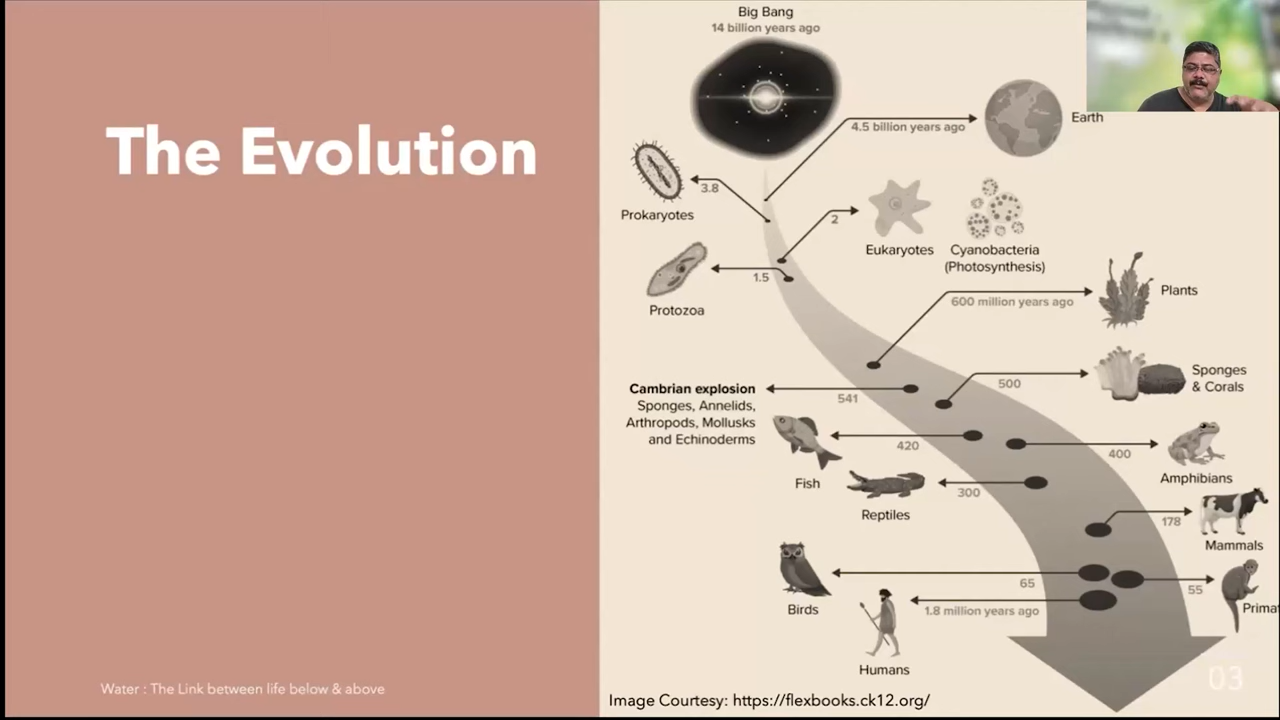 The Evolution
Water : The Link between life below & above
Big Bang
14 billion years ago
4.5 billion years ago
Earth
3.8
Prokaryotes
2
Eukaryotes
Cyanobacteria
(Photosynthesis)
1.5
Protozoa
600 million years ago
Plants
Cambrian explosion
Sponges, Annelids,
Arthropods, Mollusks
and Echinoderms
541
500
Sponges
& Corals
420
Fish
400
Amphibians
300
Reptiles
178
Mammals
65
Birds
55
Prima
1.8 million years ago
Humans
03
Image Courtesy: https://flexbooks.ck12.org/